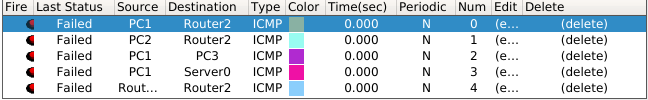 Fire Last Status Source Destination Type Color Time(sec) Periodic Num Edit Delete
Failed PC1 Router2 ICMP 0.000 N 0 (e... (delete)
Failed PC2 Router2 ICMP 0.000 N 1 (e... (delete)
Failed PC1 PC3 ICMP 0.000 N 2 (e... (delete)
Failed PC1 Server0 ICMP 0.000 N 3 (e... (delete)
Failed Rout... Router2 ICMP 0.000 N 4 (e... (delete)